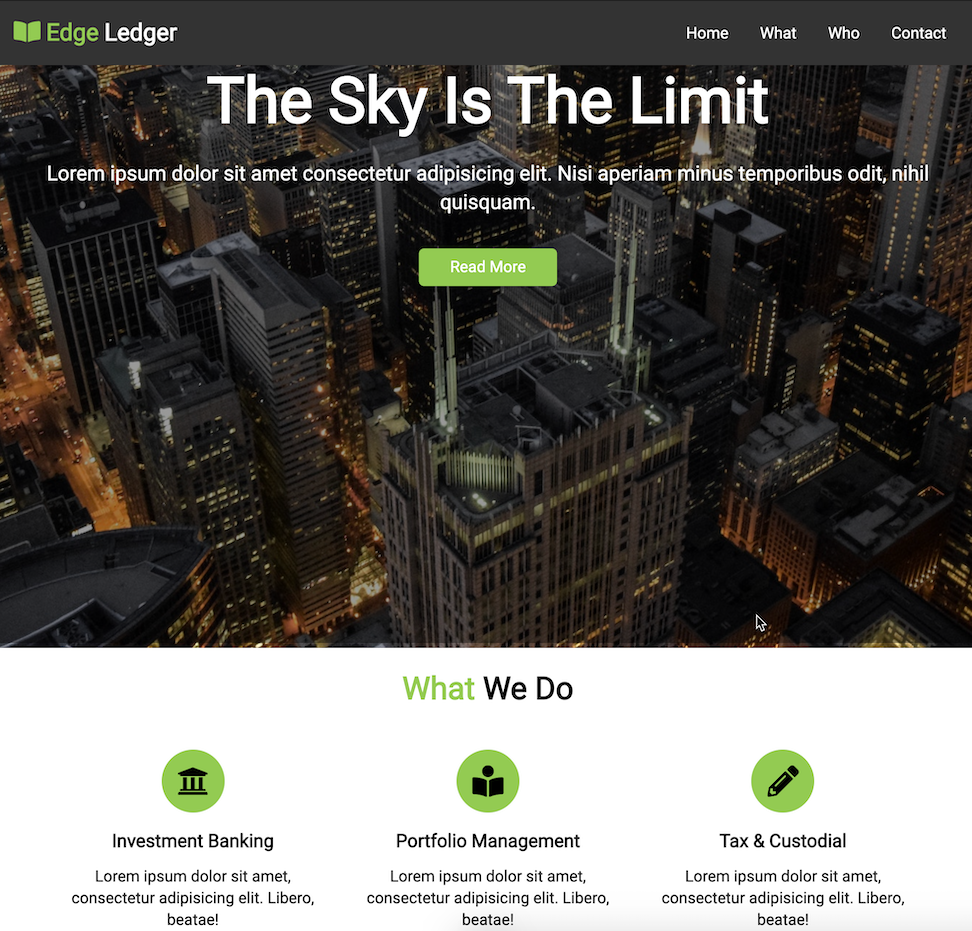 Edge Ledger
Home What Who Contact
The Sky Is The Limit
Lorem ipsum dolor sit amet consectetur adipisicing elit. Nisi aperiam minus temporibus odit, nihil
quisquam.
Read More
What We Do
Investment Banking
Lorem ipsum dolor sit amet,
consectetur adipisicing elit. Libero,
beatae!
Portfolio Management
Lorem ipsum dolor sit amet,
consectetur adipisicing elit. Libero,
beatae!
Tax & Custodial
Lorem ipsum dolor sit amet,
consectetur adipisicing elit. Libero,
beatae!